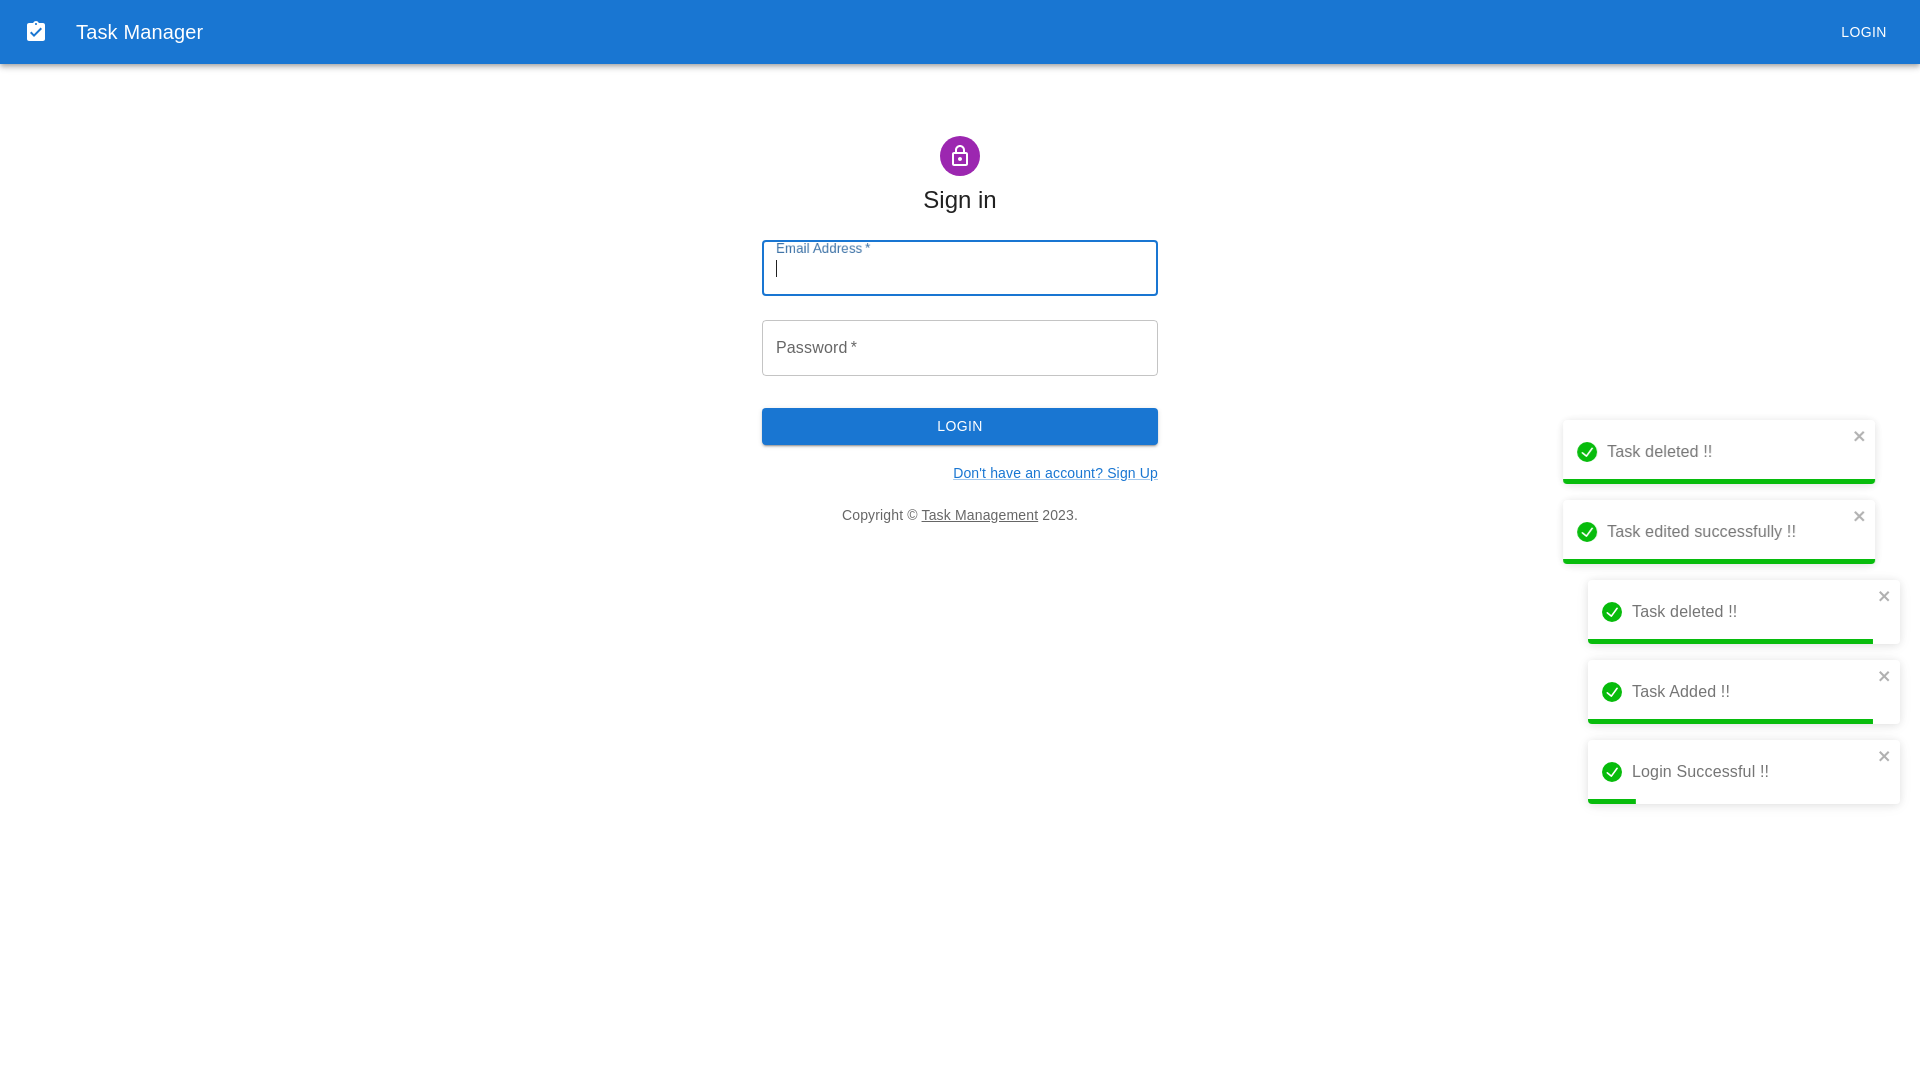 Task Manager
LOGIN
Sign in
Email Address *
Password *
LOGIN
Don't have an account? Sign Up
Copyright © Task Management 2023.
Task deleted !!
Task edited successfully !!
Task deleted !!
Task Added !!
Login Successful !!